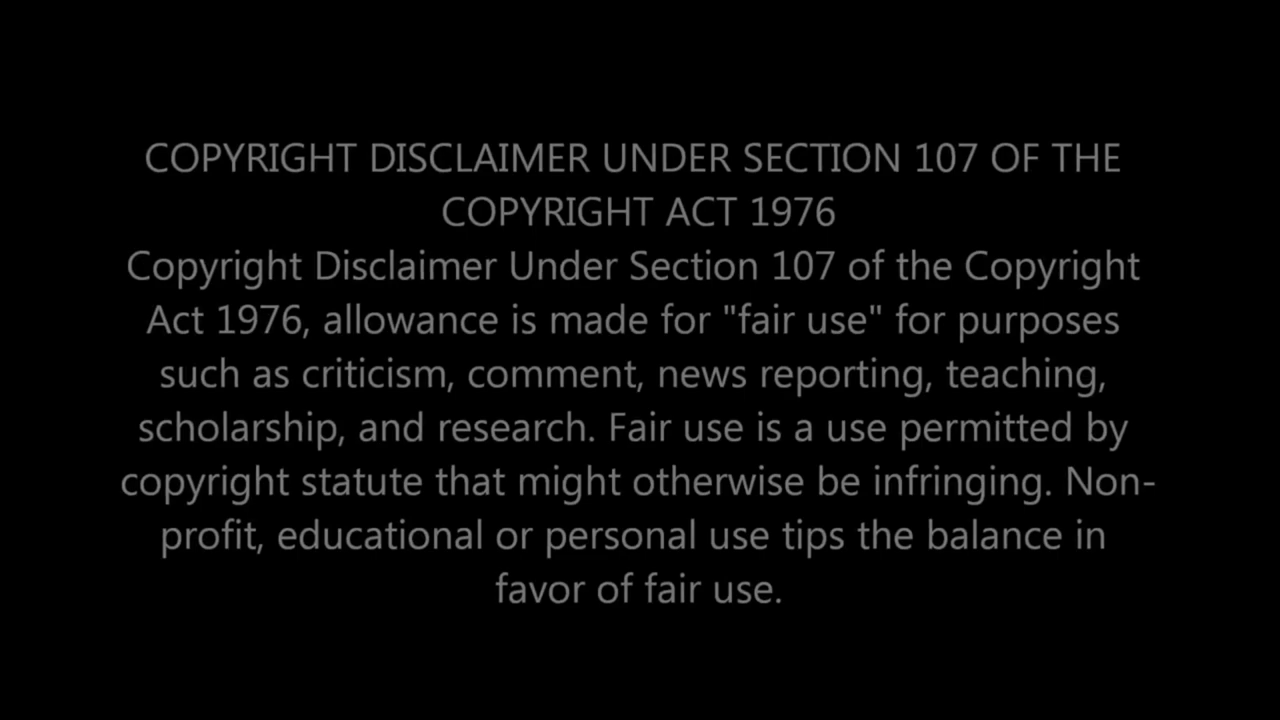 COPYRIGHT DISCLAIMER UNDER SECTION 107 OF THE
COPYRIGHT ACT 1976
Copyright Disclaimer Under Section 107 of the Copyright
Act 1976, allowance is made for "fair use" for purposes
such as criticism, comment, news reporting, teaching,
scholarship, and research. Fair use is a use permitted by
copyright statute that might otherwise be infringing. Non-
profit, educational or personal use tips the balance in
favor of fair use.